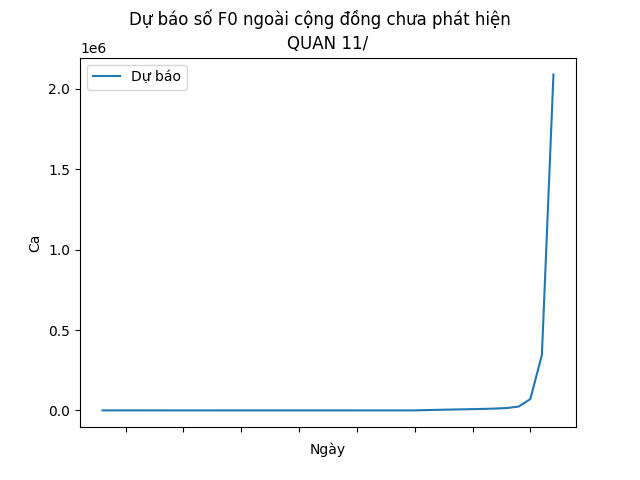 Dự báo số F0 ngoài cộng đồng chưa phát hiện
QUAN 11/
1e6
Dự báo
2.0
1.5
1.0
0.5
0.0
Ca
Ngày